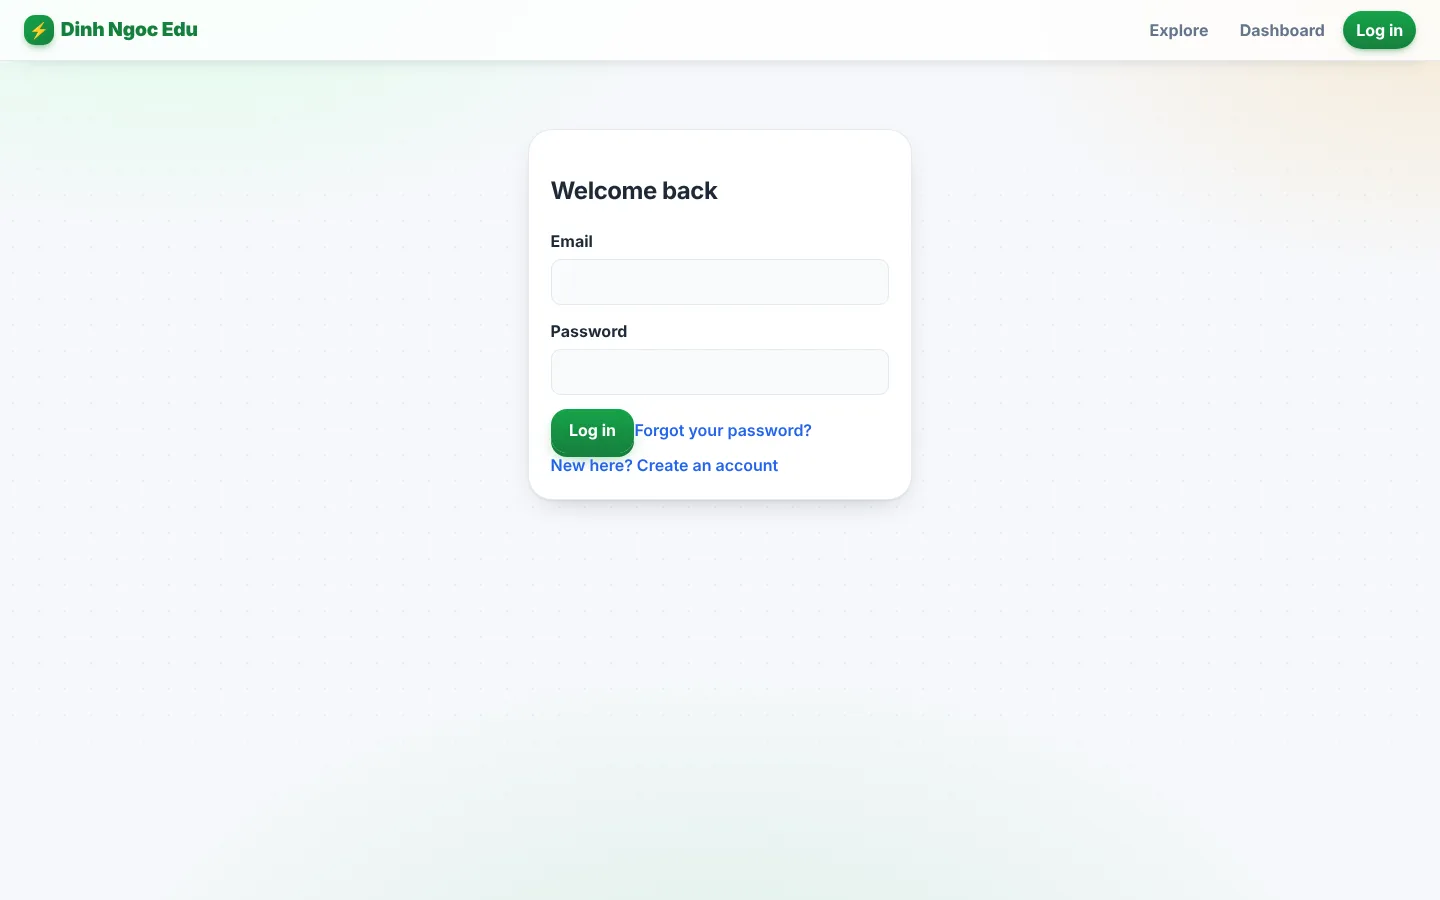 Dinh Ngoc Edu
Explore
Dashboard
Log in
Welcome back
Email
Password
Log in
Forgot your password?
New here? Create an account